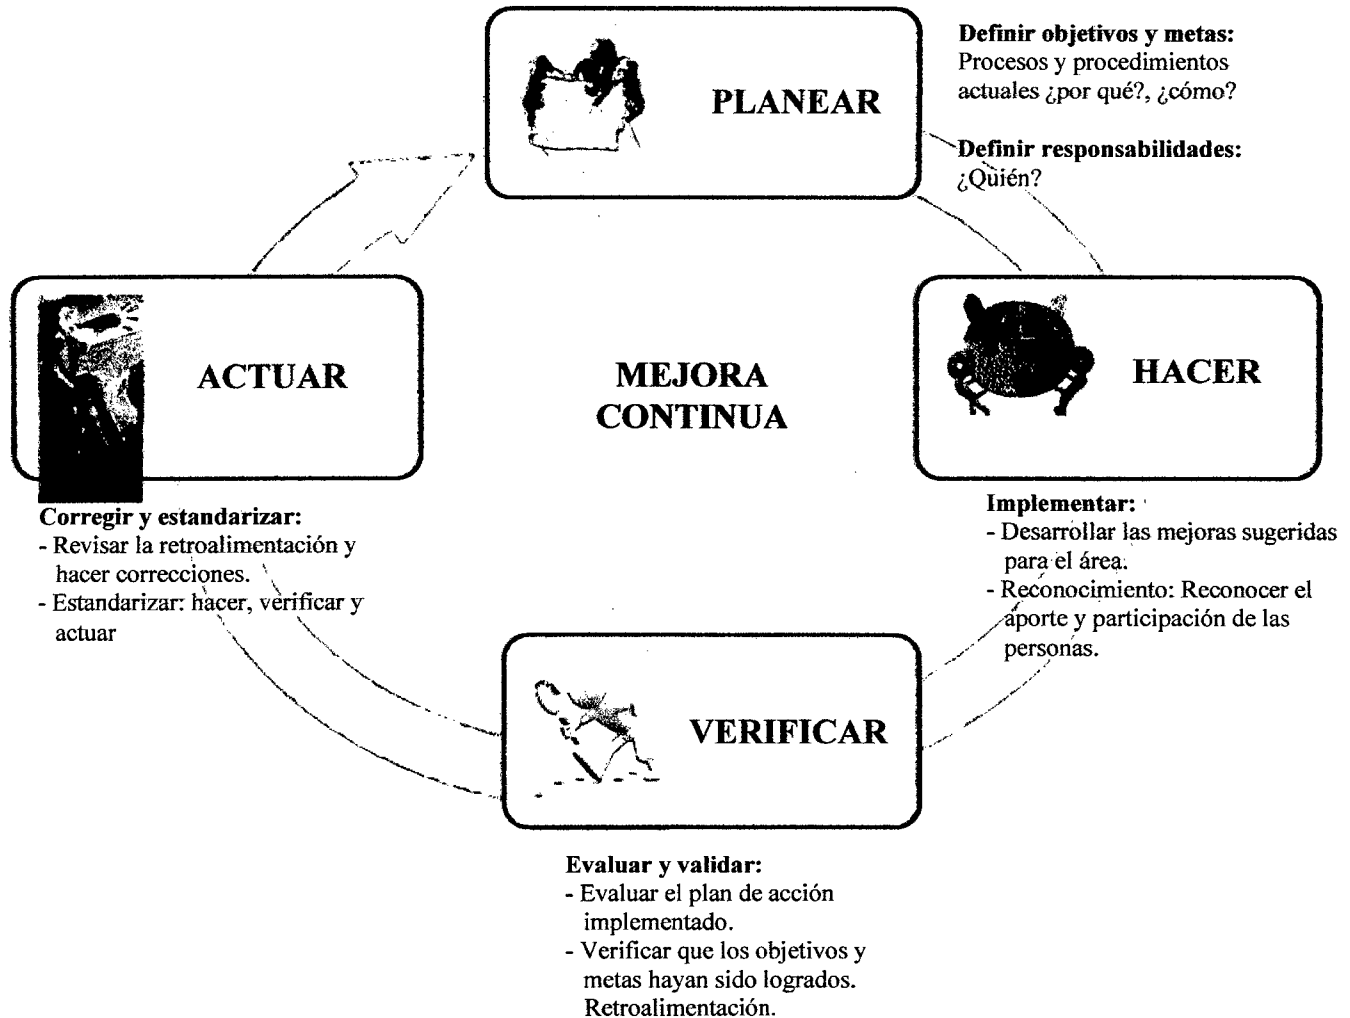 PLANEAR
Definir objetivos y metas:
Procesos y procedimientos
actuales ¿por qué?, ¿cómo?
Definir responsabilidades:
¿Quién?
ACTUAR
MEJORA
CONTINUA
HACER
Corregir y estandarizar:
- Revisar la retroalimentación y
hacer correcciones.
- Estandarizar: hacer, verificar y
actuar
Implementar:
- Desarrollar las mejoras sugeridas
para el área.
- Reconocimiento: Reconocer el
aporte y participación de las
personas.
VERIFICAR
Evaluar y validar:
- Evaluar el plan de acción
implementado.
- Verificar que los objetivos y
metas hayan sido logrados.
Retroalimentación.